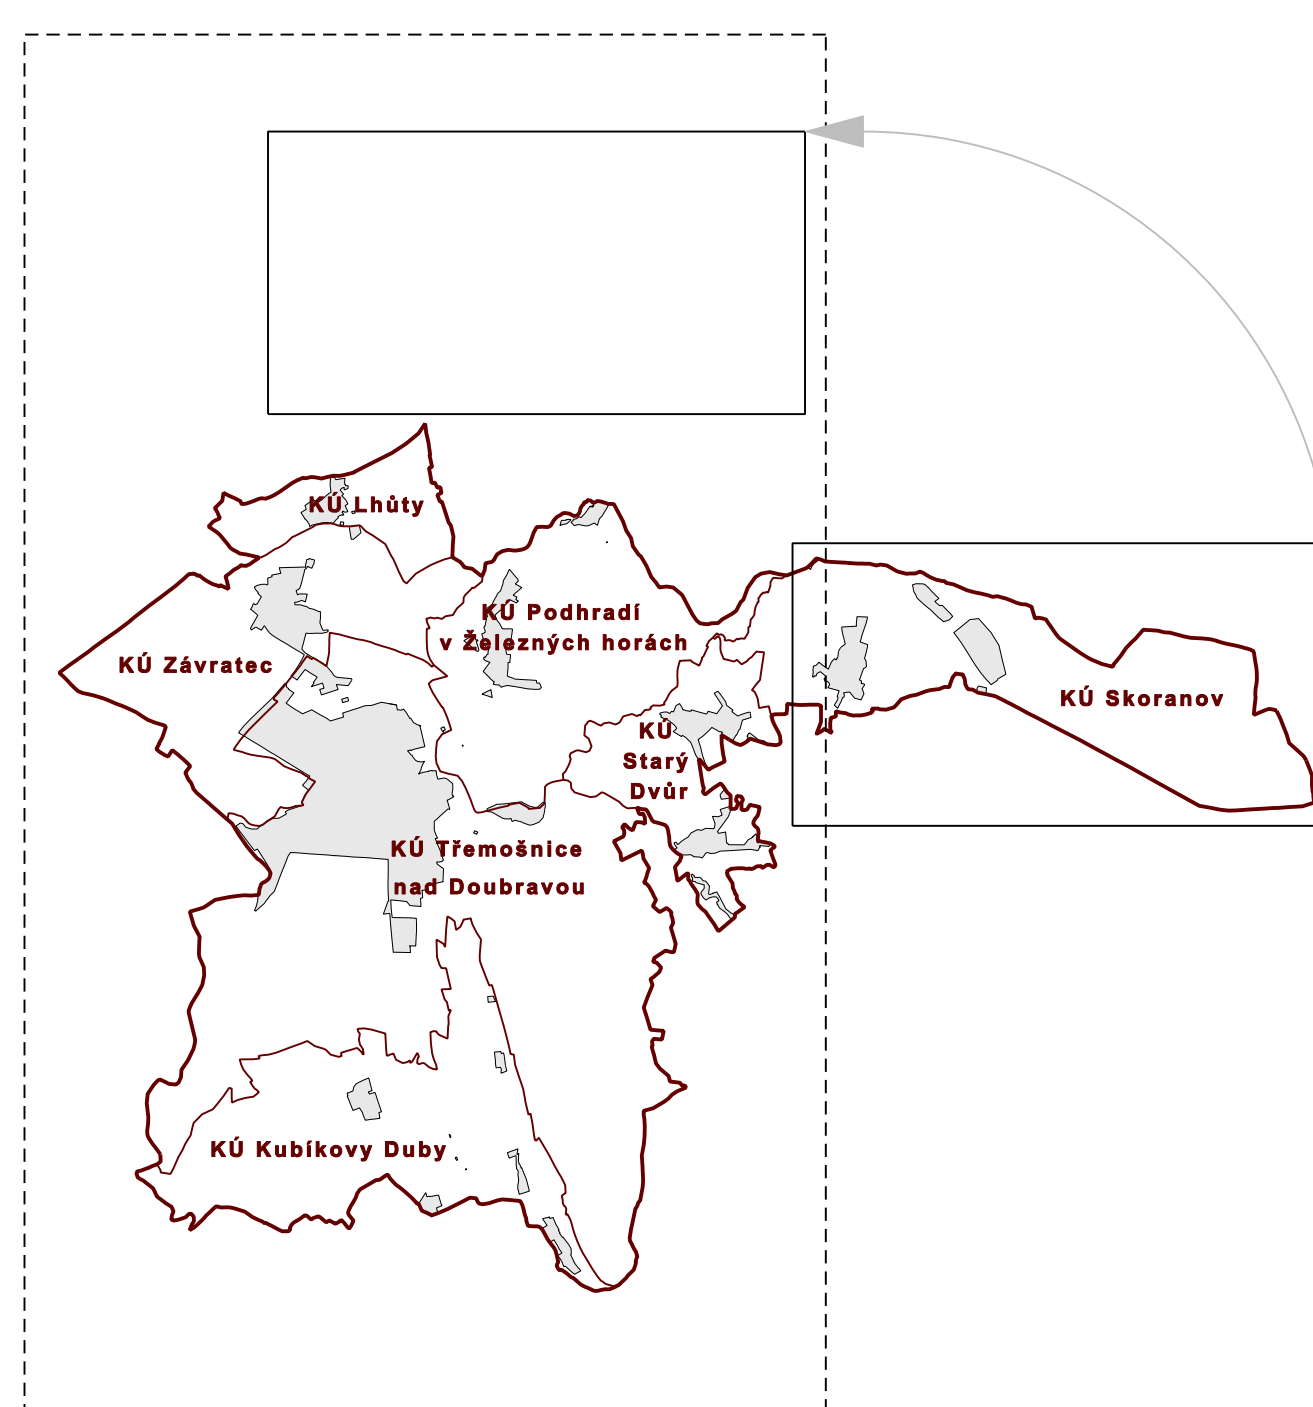 KÚ Lhůty
KÚ Podhradí
v Železných horách
KÚ Závratec
KÚ Skoranov
KÚ
Starý
Dvůr
KÚ Třemošnice
nad Doubravou
KÚ Kubíkovy Duby